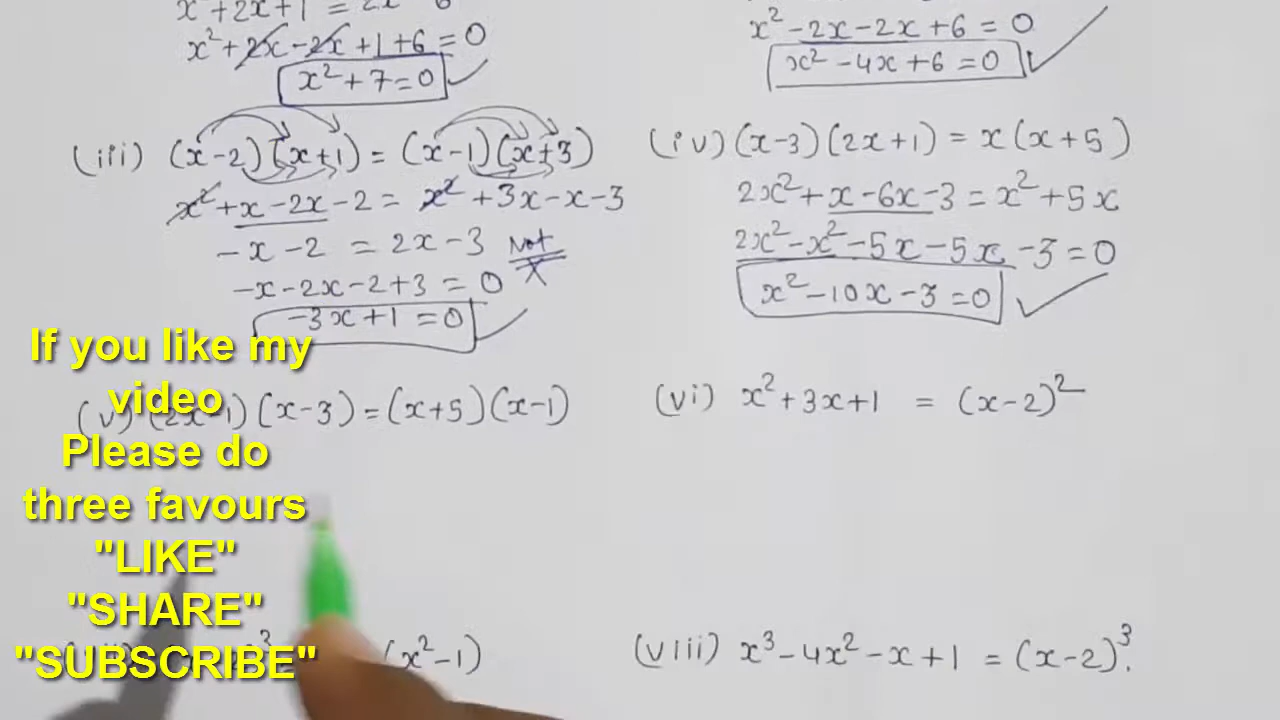 x²+2x+1 = 2x - 6
x²+2x-2x+1+6 = 0
x²+7=0
x²-2x-2x+6=0
x²-4x+6=0
(iii) (x-2)(x+1) = (x-1)(x+3)
x²+x-2x-2 = x²+3x-x-3
-x-2 = 2x-3 Not
-x-2x-2+3 = 0
-3x+1=0
(iv) (x-3)(2x+1) = x(x+5)
2x²+x-6x-3 = x²+5x
2x²-x²-5x-5x-3=0
x²-10x-3=0
(v) (2x-1)(x-3)=(x+5)(x-1)
(vi) x²+3x+1 = (x-2)²
(x²-1)
(viii) x³-4x²-x+1 = (x-2)³.
If you like my
video
Please do
three favours
"LIKE"
"SHARE"
"SUBSCRIBE"